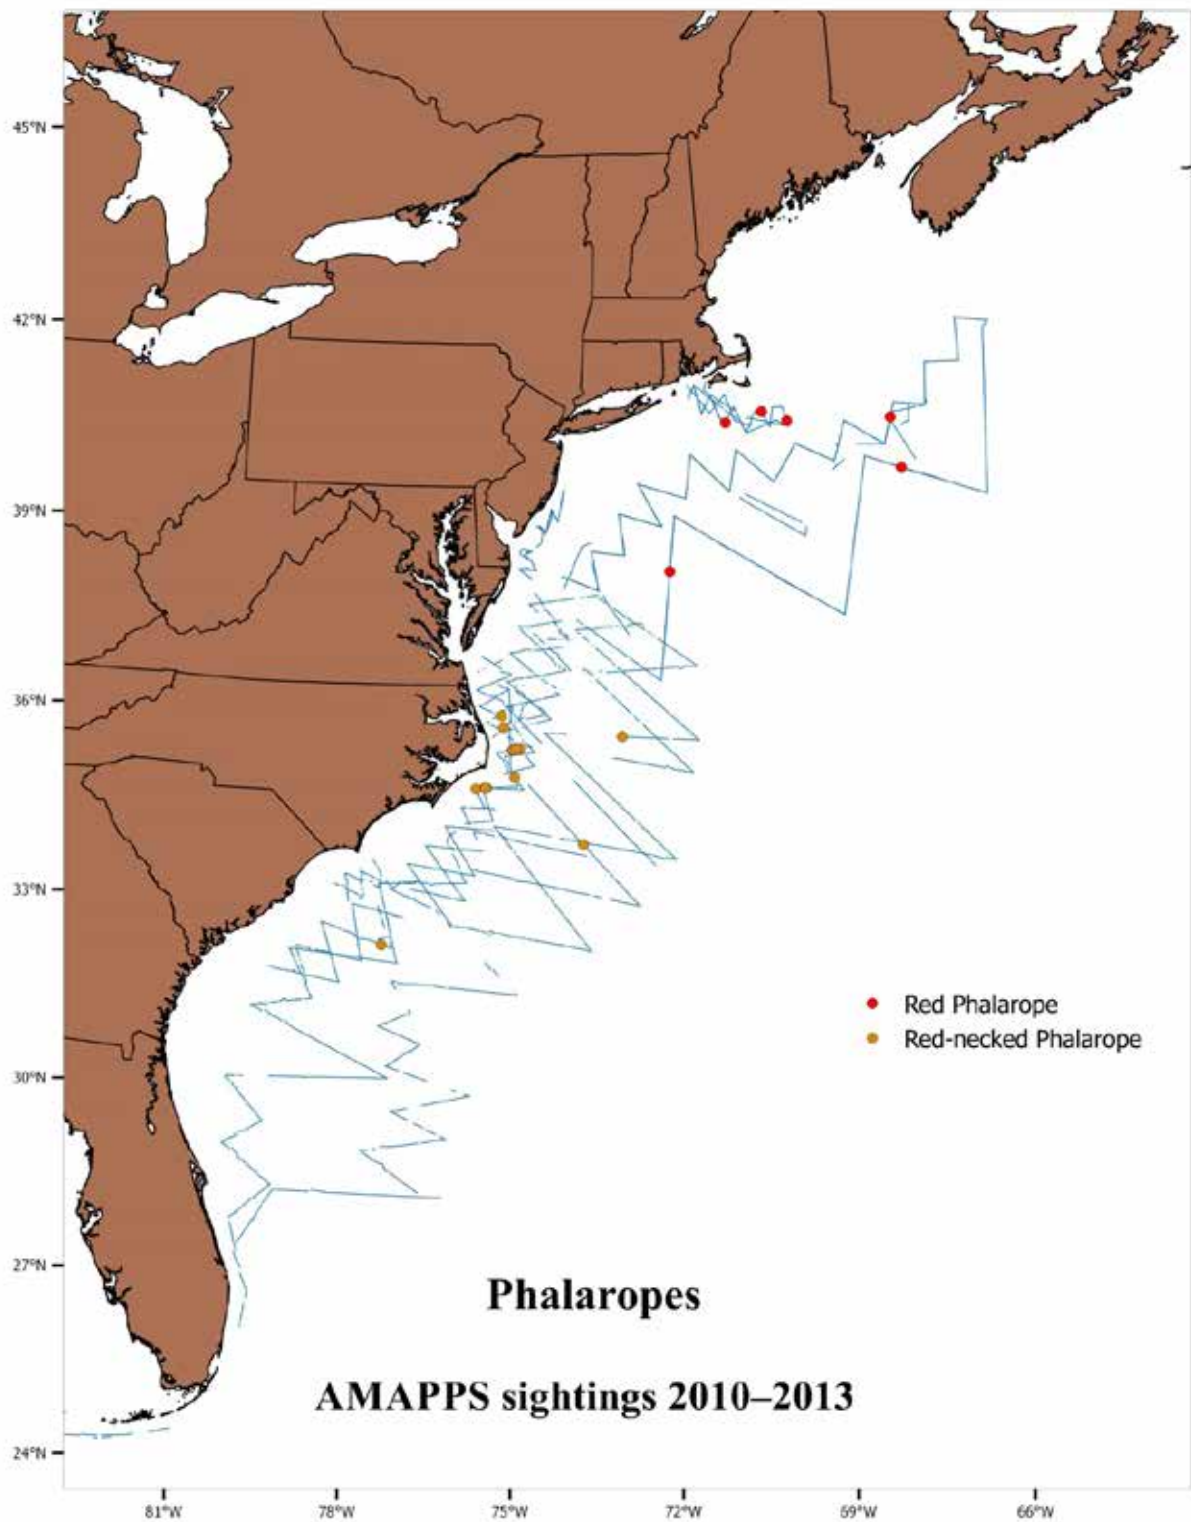 45°N
42°N
39°N
36°N
33°N
Red Phalarope
Red-necked Phalarope
30°N
27°N
Phalaropes
AMAPPS sightings 2010–2013
24°N
81°W 78°W 75°W 72°W 69°W 66°W